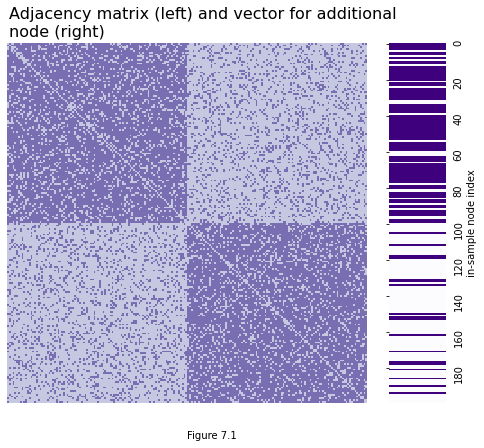 Adjacency matrix (left) and vector for additional
node (right)
0
20
40
60
80
100
120
140
160
180
in-sample node index
Figure 7.1